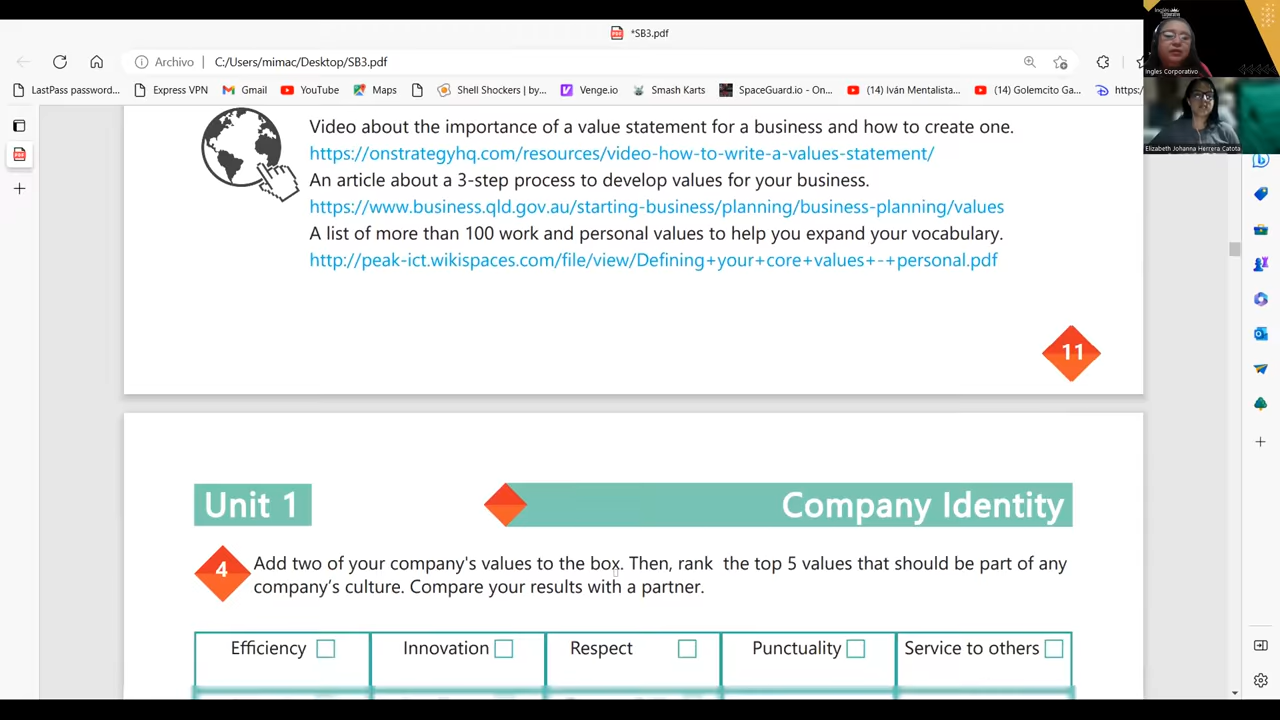 *SB3.pdf
Archivo
C:/Users/mimac/Desktop/SB3.pdf
LastPass password...
Express VPN
Gmail
YouTube
Maps
Shell Shockers | by...
Venge.io
Smash Karts
SpaceGuard.io - On...
(14) Iván Mentalista...
(14) Golemcito Ga...
https:/
Inglés
Ingles Corporativo
Elizabeth Johanna Herrera Catota
Video about the importance of a value statement for a business and how to create one.
https://onstrategyhq.com/resources/video-how-to-write-a-values-statement/
An article about a 3-step process to develop values for your business.
https://www.business.qld.gov.au/starting-business/planning/business-planning/values
A list of more than 100 work and personal values to help you expand your vocabulary.
http://peak-ict.wikispaces.com/file/view/Defining+your+core+values+-+personal.pdf
11
Unit 1
Company Identity
4
Add two of your company's values to the box. Then, rank the top 5 values that should be part of any
company's culture. Compare your results with a partner.
Efficiency
Innovation
Respect
Punctuality
Service to others